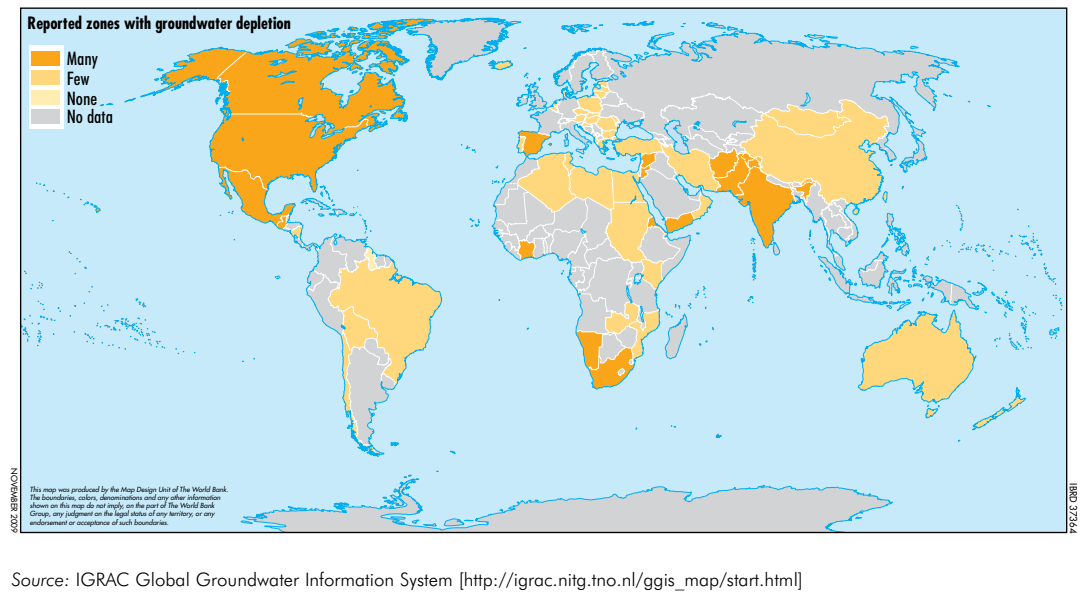 Reported zones with groundwater depletion
Many
Few
None
No data
This map was produced by the Map Design Unit of The World Bank.
The boundaries, colors, denominations and any other information
shown on this map do not imply, on the part of The World Bank
Group, any judgment on the legal status of any territory, or any
endorsement or acceptance of such boundaries.
NOVEMBER 2009
IBRD 37364
Source: IGRAC Global Groundwater Information System [http://igrac.nitg.tno.nl/ggis_map/start.html]